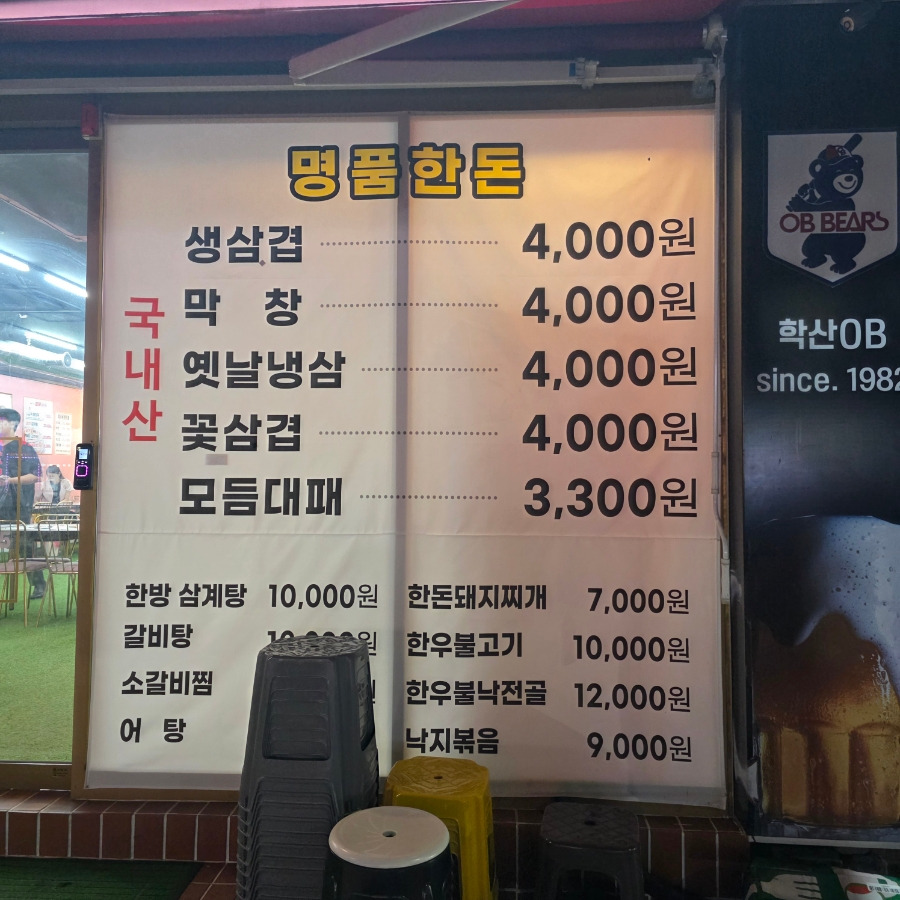 명품한돈
국내산
생삼겹 4,000원
막 창 4,000원
옛날냉삼 4,000원
꽃삼겹 4,000원
모듬대패 3,300원
한방 삼계탕 10,000원
갈비탕
소갈비찜
어 탕
한돈돼지찌개 7,000원
한우불고기 10,000원
한우불낙전골 12,000원
낙지볶음 9,000원
OB BEARS
학산OB
since. 1982